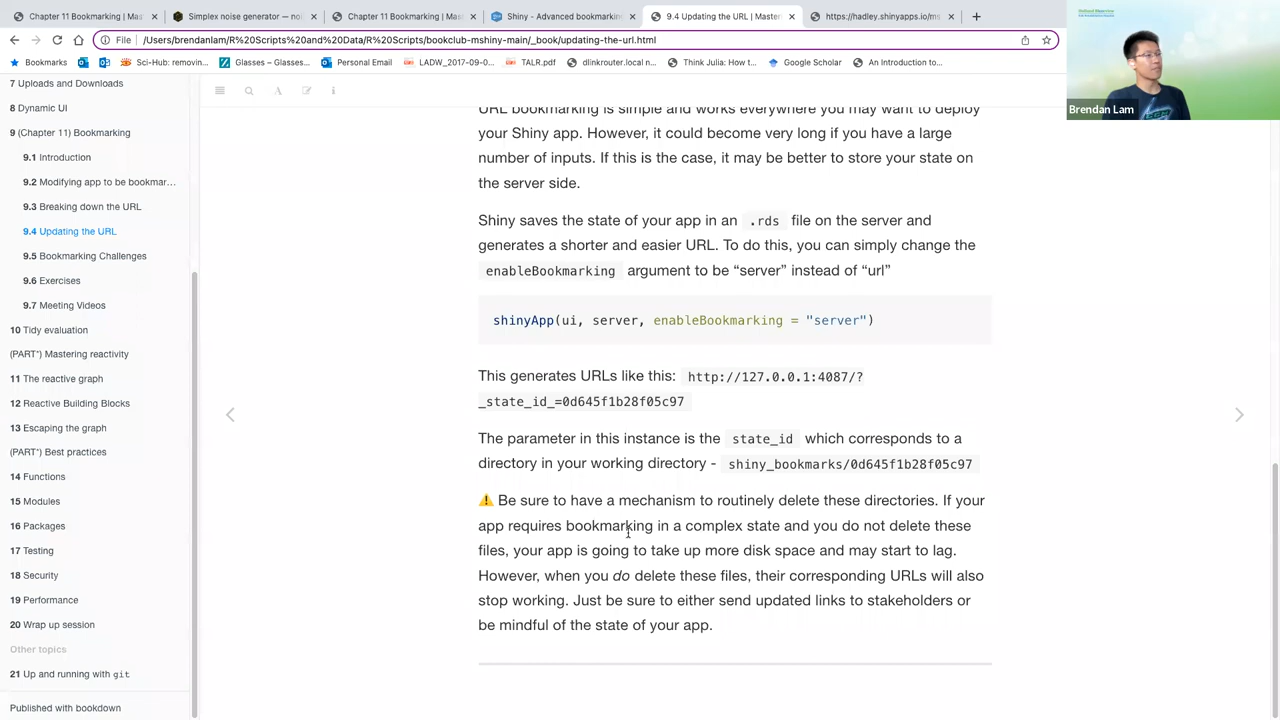 Chapter 11 Bookmarking | Mas
Simplex noise generator — noi
Chapter 11 Bookmarking | Mas
Shiny - Advanced bookmarkin
9.4 Updating the URL | Master
https://hadley.shinyapps.io/ms
File
/Users/brendanlam/R%20Scripts%20and%20Data/R%20Scripts/bookclub-mshiny-main/_book/updating-the-url.html
Bookmarks
Sci-Hub: removin...
Glasses – Glasses...
Personal Email
LADW_2017-09-0...
TALR.pdf
dlinkrouter.local n...
Think Julia: How t...
Google Scholar
An Introduction to...
Brendan Lam
7 Uploads and Downloads
8 Dynamic UI
9 (Chapter 11) Bookmarking
9.1 Introduction
9.2 Modifying app to be bookmar...
9.3 Breaking down the URL
9.4 Updating the URL
9.5 Bookmarking Challenges
9.6 Exercises
9.7 Meeting Videos
10 Tidy evaluation
(PART*) Mastering reactivity
11 The reactive graph
12 Reactive Building Blocks
13 Escaping the graph
(PART*) Best practices
14 Functions
15 Modules
16 Packages
17 Testing
18 Security
19 Performance
20 Wrap up session
Other topics
21 Up and running with git
Published with bookdown
URL bookmarking is simple and works everywhere you may want to deploy
your Shiny app. However, it could become very long if you have a large
number of inputs. If this is the case, it may be better to store your state on
the server side.
Shiny saves the state of your app in an .rds file on the server and
generates a shorter and easier URL. To do this, you can simply change the
enableBookmarking argument to be “server” instead of “url”
shinyApp(ui, server, enableBookmarking = "server")
This generates URLs like this: http://127.0.0.1:4087/?
_state_id_=0d645f1b28f05c97
The parameter in this instance is the state_id which corresponds to a
directory in your working directory - shiny_bookmarks/0d645f1b28f05c97
⚠️ Be sure to have a mechanism to routinely delete these directories. If your
app requires bookmarking in a complex state and you do not delete these
files, your app is going to take up more disk space and may start to lag.
However, when you do delete these files, their corresponding URLs will also
stop working. Just be sure to either send updated links to stakeholders or
be mindful of the state of your app.